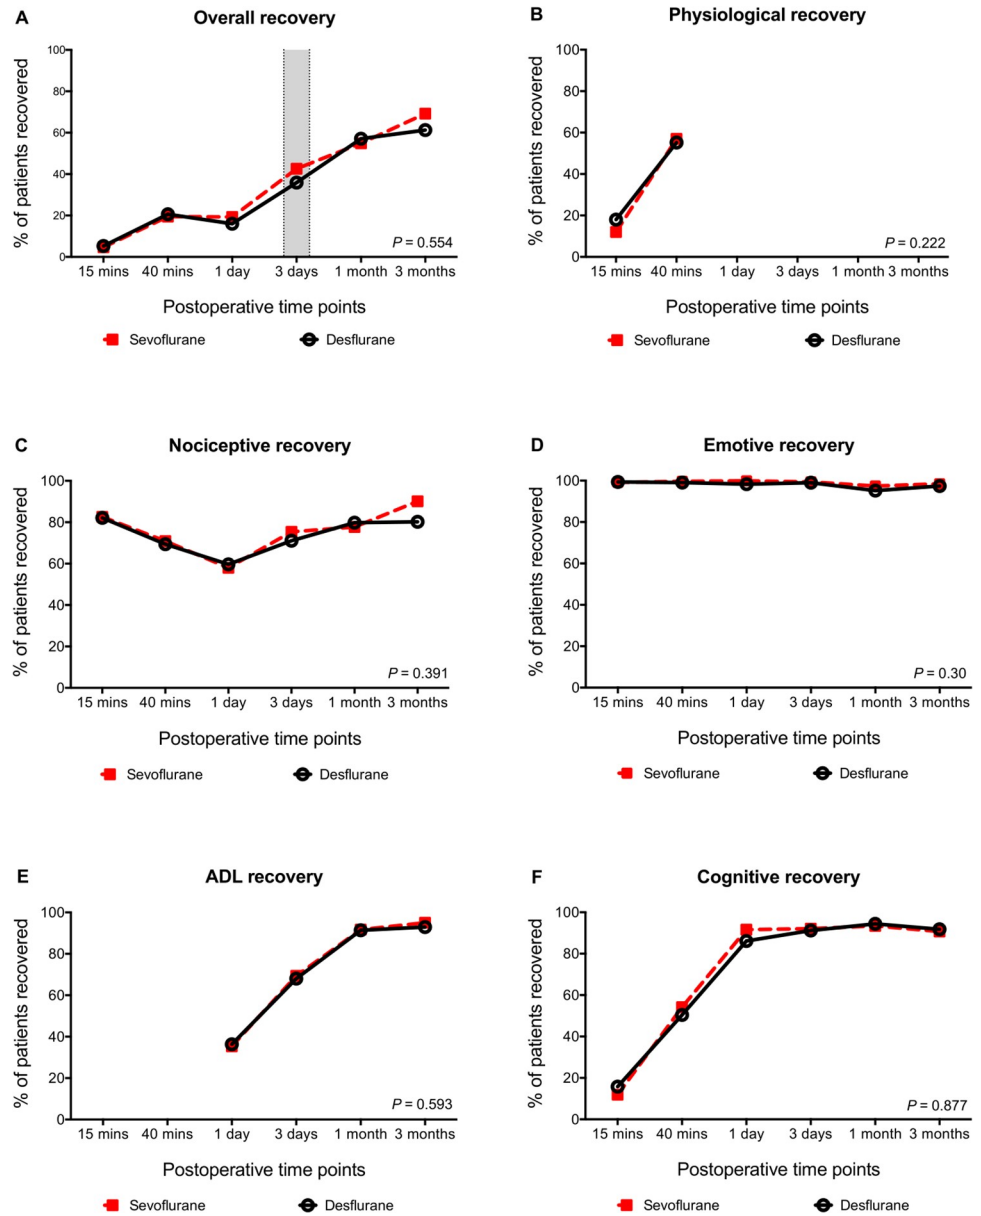 A
Overall recovery
% of patients recovered
100
80
60
40
20
0
P = 0.554
15 mins 40 mins 1 day 3 days 1 month 3 months
Postoperative time points
Sevoflurane Desflurane
B
Physiological recovery
% of patients recovered
100
80
60
40
20
0
P = 0.222
15 mins 40 mins 1 day 3 days 1 month 3 months
Postoperative time points
Sevoflurane Desflurane
C
Nociceptive recovery
% of patients recovered
100
80
60
40
20
0
P = 0.391
15 mins 40 mins 1 day 3 days 1 month 3 months
Postoperative time points
Sevoflurane Desflurane
D
Emotive recovery
% of patients recovered
100
80
60
40
20
0
P = 0.30
15 mins 40 mins 1 day 3 days 1 month 3 months
Postoperative time points
Sevoflurane Desflurane
E
ADL recovery
% of patients recovered
100
80
60
40
20
0
P = 0.593
15 mins 40 mins 1 day 3 days 1 month 3 months
Postoperative time points
Sevoflurane Desflurane
F
Cognitive recovery
% of patients recovered
100
80
60
40
20
0
P = 0.877
15 mins 40 mins 1 day 3 days 1 month 3 months
Postoperative time points
Sevoflurane Desflurane